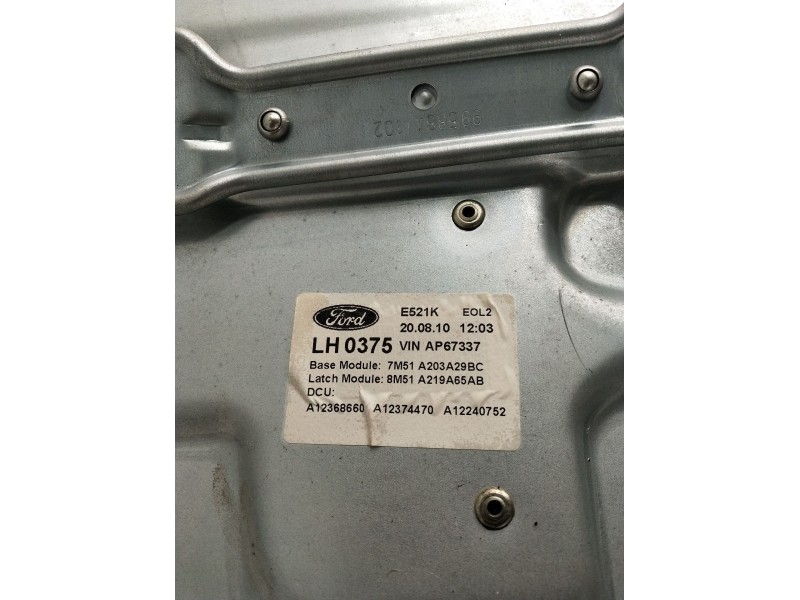 Ford E521K EOL2
20.08.10 12:03
LH 0375 VIN AP67337
Base Module: 7M51 A203A29BC
Latch Module: 8M51 A219A65AB
DCU:
A12368660 A12374470 A12240752